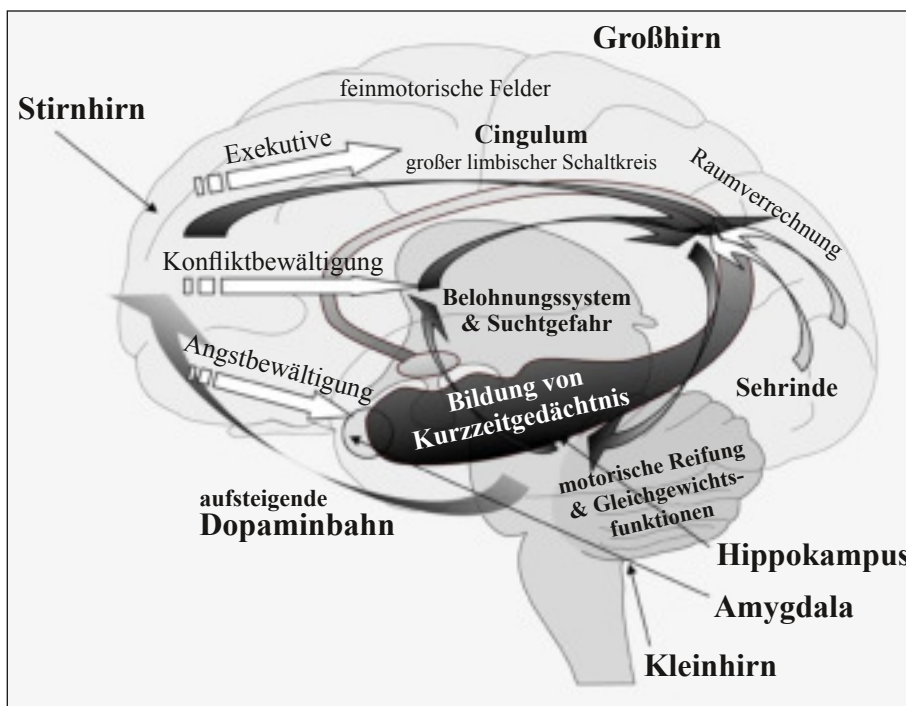 Großhirn
feinmotorische Felder
Stirnhirn
Exekutive
Cingulum
großer limbischer Schaltkreis
Raumverrechnung
Konfliktbewältigung
Belohnungssystem
& Suchtgefahr
Angstbewältigung
Bildung von
Kurzzeitgedächtnis
Sehrinde
motorische Reifung
& Gleichgewichts-
funktionen
aufsteigende
Dopaminbahn
Hippokampus
Amygdala
Kleinhirn